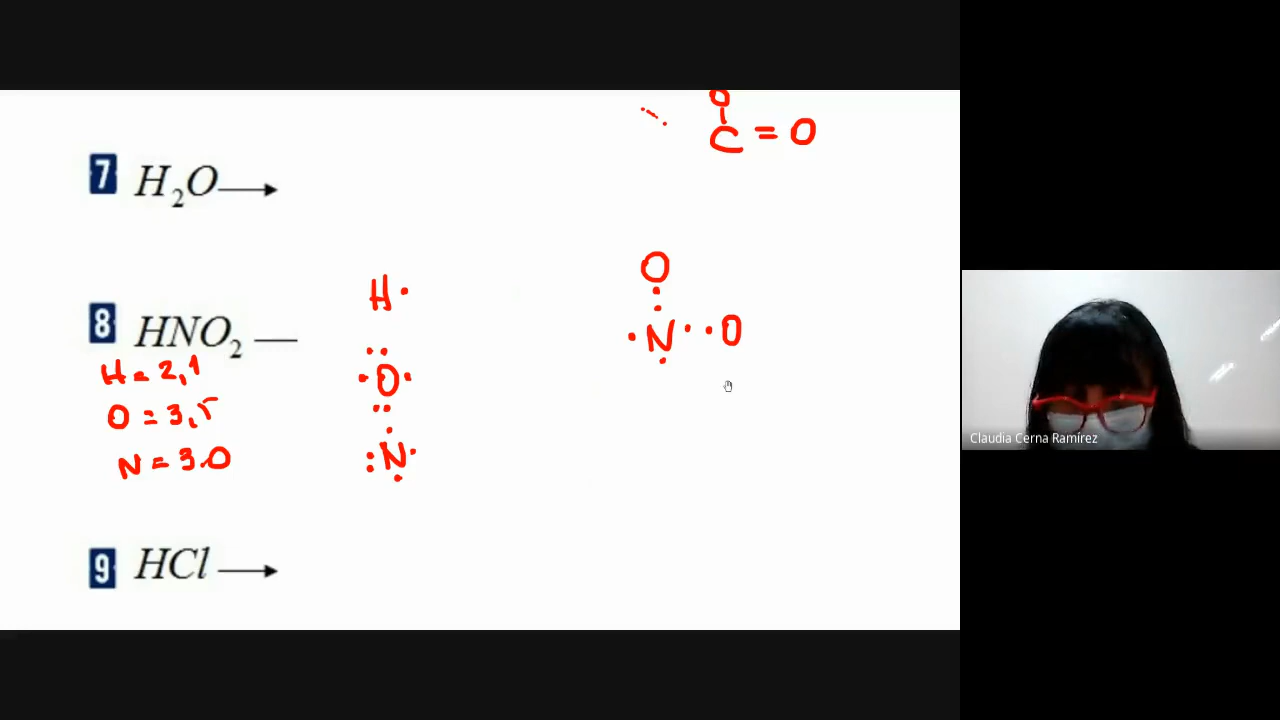 O
C = O
7 H₂O →
8 HNO₂ —
H = 2,1
O = 3,5
N = 3.0
H ·
O
N
O
· N · · O
9 HCl →
Claudia Cerna Ramírez